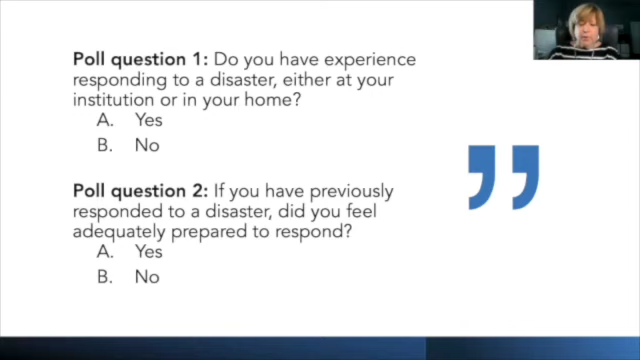 Poll question 1: Do you have experience
responding to a disaster, either at your
institution or in your home?
A. Yes
B. No
Poll question 2: If you have previously
responded to a disaster, did you feel
adequately prepared to respond?
A. Yes
B. No